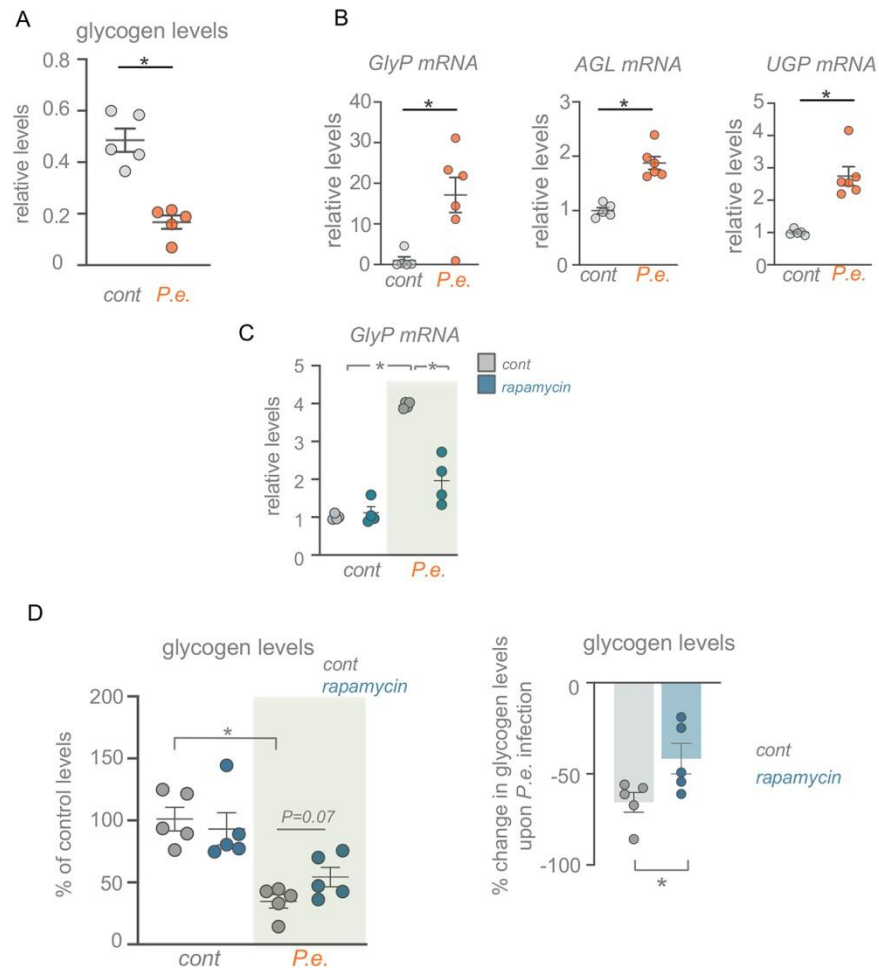 A
glycogen levels
*
relative levels
0.8
0.6
0.4
0.2
0
cont P.e.
B
GlyP mRNA
*
relative levels
40
30
20
10
0
cont P.e.
AGL mRNA
*
relative levels
3
2
1
0
cont P.e.
UGP mRNA
*
relative levels
5
4
3
2
1
0
cont P.e.
C
GlyP mRNA
* *
relative levels
5
4
3
2
1
0
cont P.e.
cont
rapamycin
D
glycogen levels
cont
rapamycin
*
P=0.07
% of control levels
200
150
100
50
0
cont P.e.
glycogen levels
% change in glycogen levels
upon P.e. infection
0
-50
-100
*
cont
rapamycin